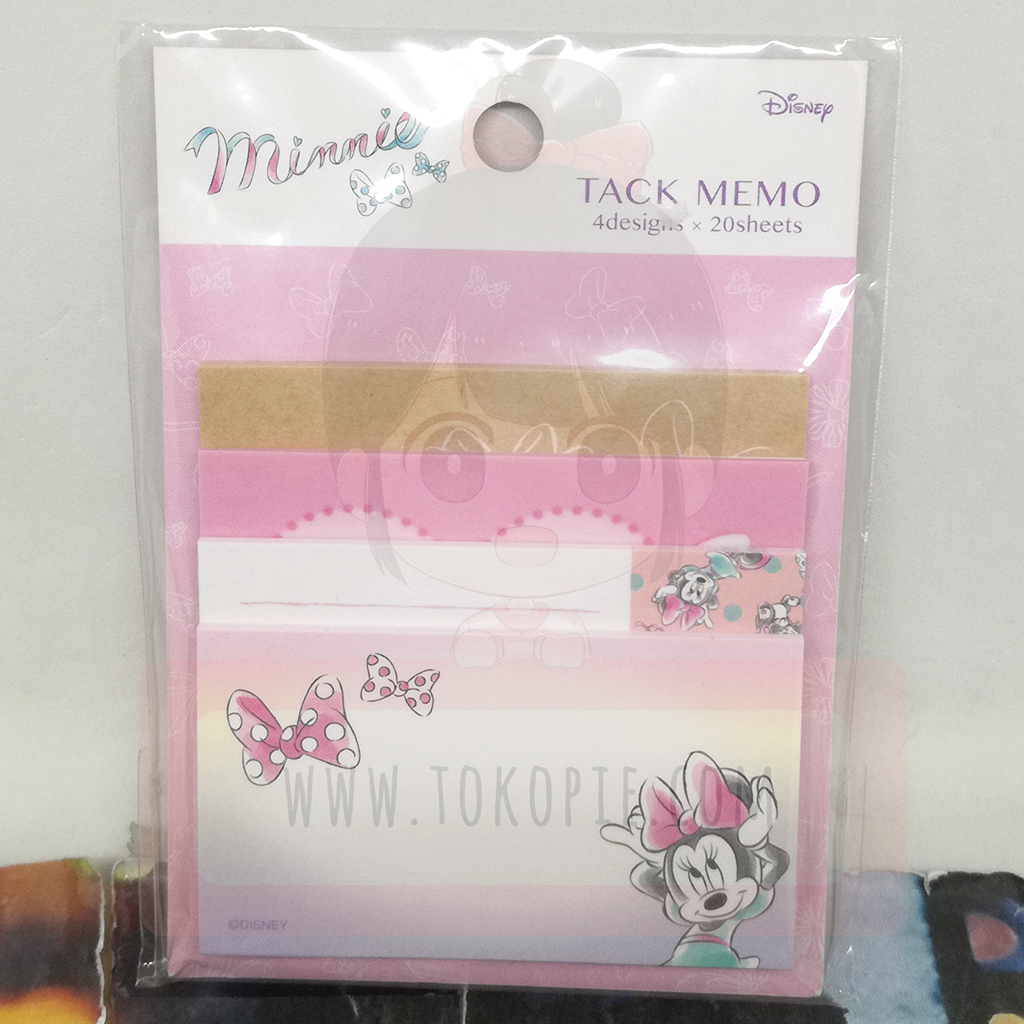 Minnie
Disney
TACK MEMO
4designs × 20sheets
WWW.TOKOPIE.COM
©DISNEY